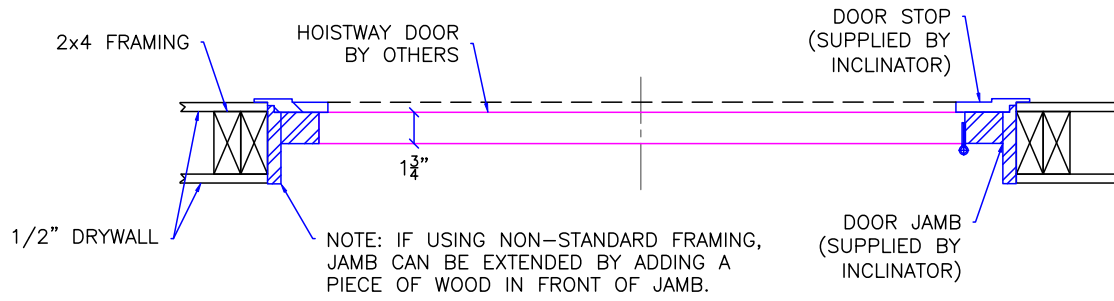 2x4 FRAMING
HOISTWAY DOOR
BY OTHERS
DOOR STOP
(SUPPLIED BY
INCLINATOR)
1 3/4"
1/2" DRYWALL
NOTE: IF USING NON-STANDARD FRAMING,
JAMB CAN BE EXTENDED BY ADDING A
PIECE OF WOOD IN FRONT OF JAMB.
DOOR JAMB
(SUPPLIED BY
INCLINATOR)